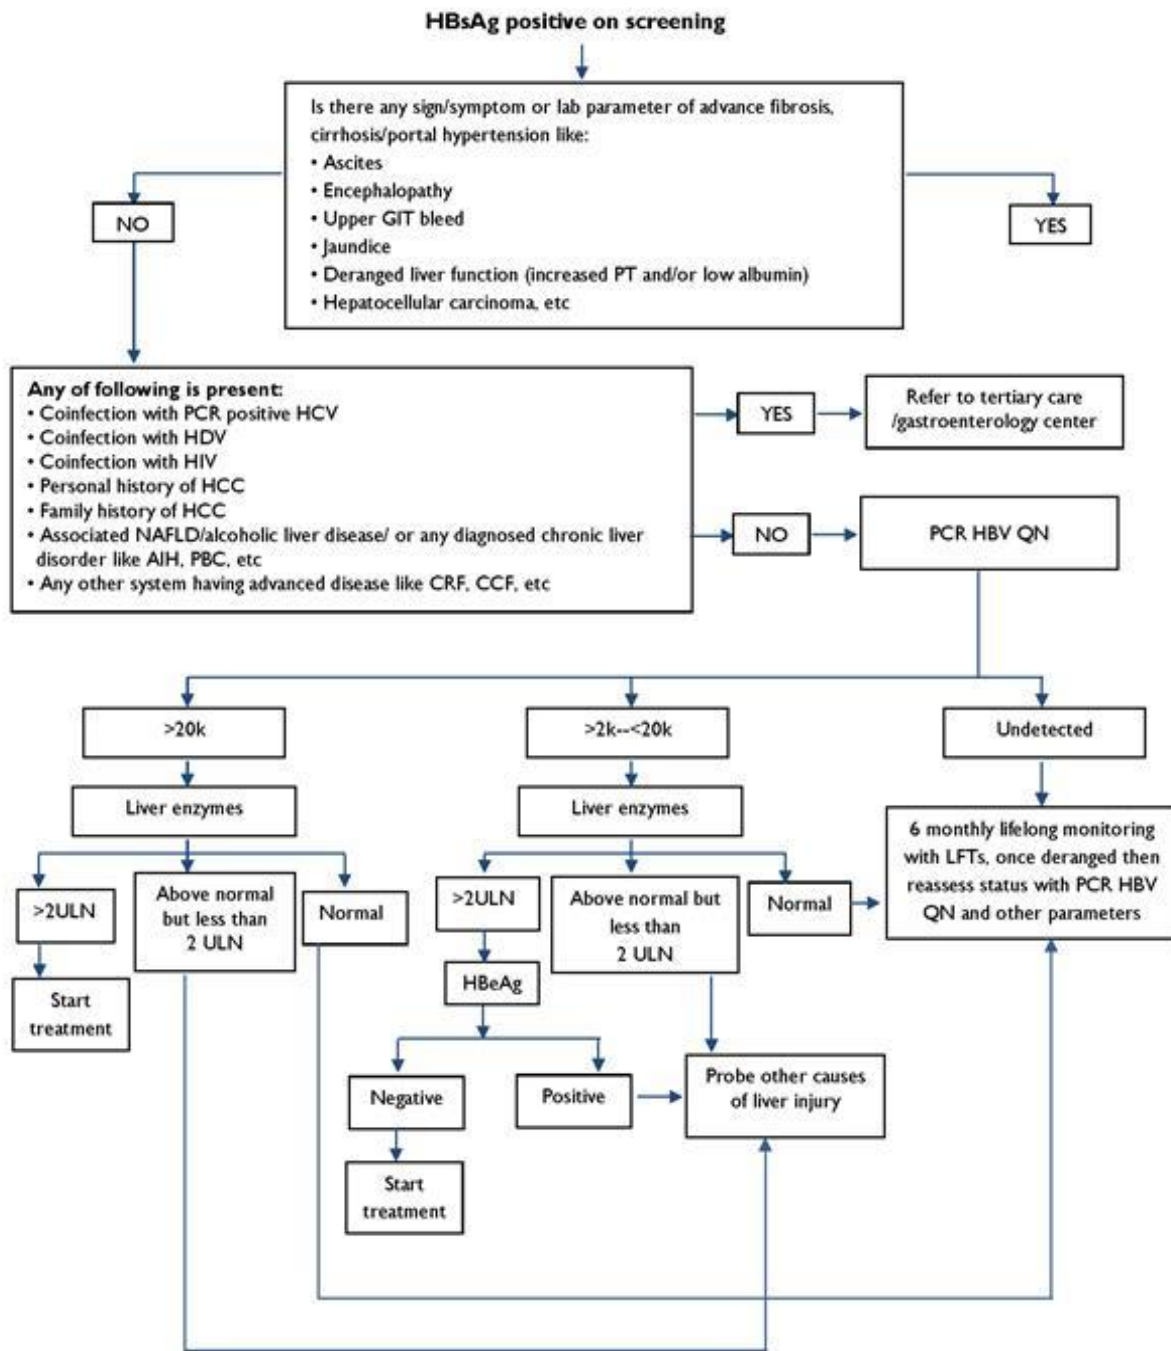 HBsAg positive on screening
Is there any sign/symptom or lab parameter of advance fibrosis,
cirrhosis/portal hypertension like:
• Ascites
• Encephalopathy
• Upper GIT bleed
• Jaundice
• Deranged liver function (increased PT and/or low albumin)
• Hepatocellular carcinoma, etc
NO
YES
Any of following is present:
• Coinfection with PCR positive HCV
• Coinfection with HDV
• Coinfection with HIV
• Personal history of HCC
• Family history of HCC
• Associated NAFLD/alcoholic liver disease/ or any diagnosed chronic liver
disorder like AIH, PBC, etc
• Any other system having advanced disease like CRF, CCF, etc
YES
Refer to tertiary care
/gastroenterology center
NO
PCR HBV QN
>20k
>2k--<20k
Undetected
Liver enzymes
Liver enzymes
6 monthly lifelong monitoring
with LFTs, once deranged then
reassess status with PCR HBV
QN and other parameters
>2ULN
Above normal
but less than
2 ULN
Normal
>2ULN
Above normal but
less than
2 ULN
Normal
Start
treatment
HBeAg
Negative
Positive
Probe other causes
of liver injury
Start
treatment